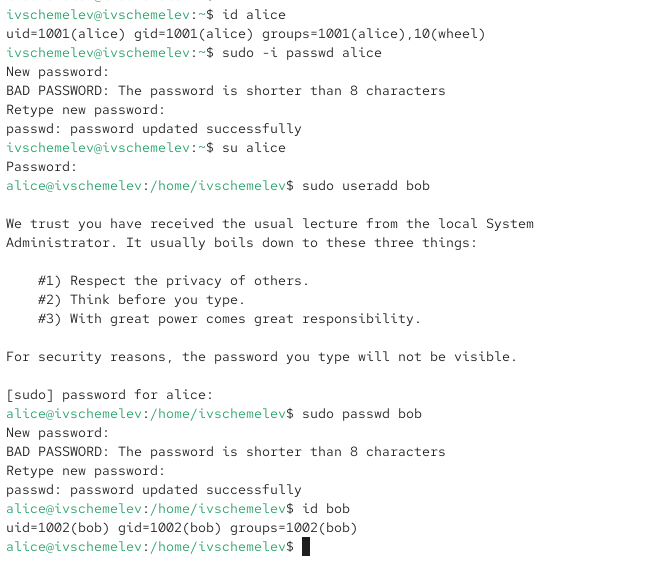 ivschemelev@ivschemelev:~$ id alice
uid=1001(alice) gid=1001(alice) groups=1001(alice),10(wheel)
ivschemelev@ivschemelev:~$ sudo -i passwd alice
New password:
BAD PASSWORD: The password is shorter than 8 characters
Retype new password:
passwd: password updated successfully
ivschemelev@ivschemelev:~$ su alice
Password:
alice@ivschemelev:/home/ivschemelev$ sudo useradd bob

We trust you have received the usual lecture from the local System
Administrator. It usually boils down to these three things:

    #1) Respect the privacy of others.
    #2) Think before you type.
    #3) With great power comes great responsibility.

For security reasons, the password you type will not be visible.

[sudo] password for alice:
alice@ivschemelev:/home/ivschemelev$ sudo passwd bob
New password:
BAD PASSWORD: The password is shorter than 8 characters
Retype new password:
passwd: password updated successfully
alice@ivschemelev:/home/ivschemelev$ id bob
uid=1002(bob) gid=1002(bob) groups=1002(bob)
alice@ivschemelev:/home/ivschemelev$